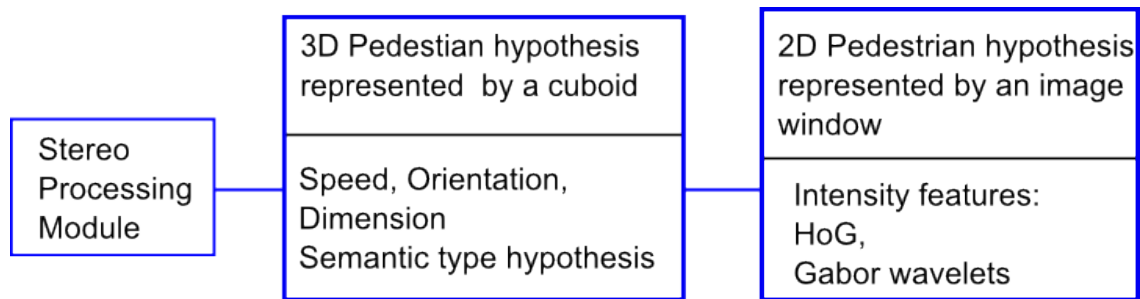 Stereo
Processing
Module
3D Pedestian hypothesis
represented by a cuboid
Speed, Orientation,
Dimension
Semantic type hypothesis
2D Pedestrian hypothesis
represented by an image
window
Intensity features:
HoG,
Gabor wavelets